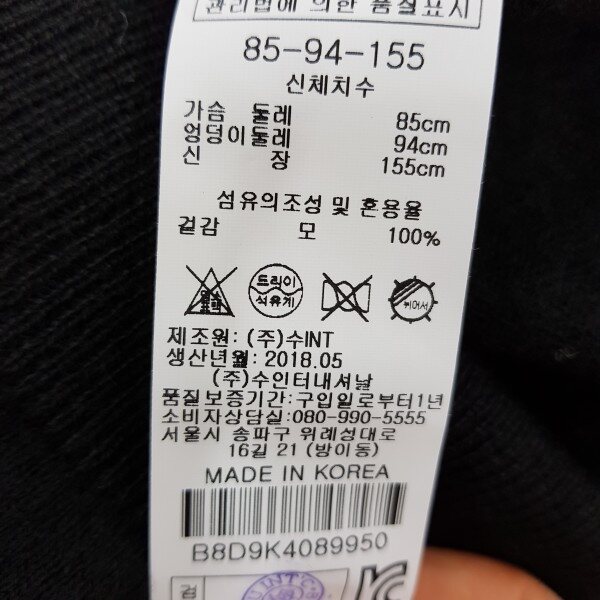 관리법에 의한 품질표시
85-94-155
신체치수
가슴 둘레 85cm
엉덩이둘레 94cm
신 장 155cm
섬유의조성 및 혼용율
겉감 모 100%
드라이
석유계
뉘어서
제조원: (주)수INT
생산년월: 2018.05
(주)수인터내셔날
품질보증기간:구입일로부터1년
소비자상담실:080-990-5555
서울시 송파구 위례성대로
16길 21 (방이동)
MADE IN KOREA
B8D9K4089950